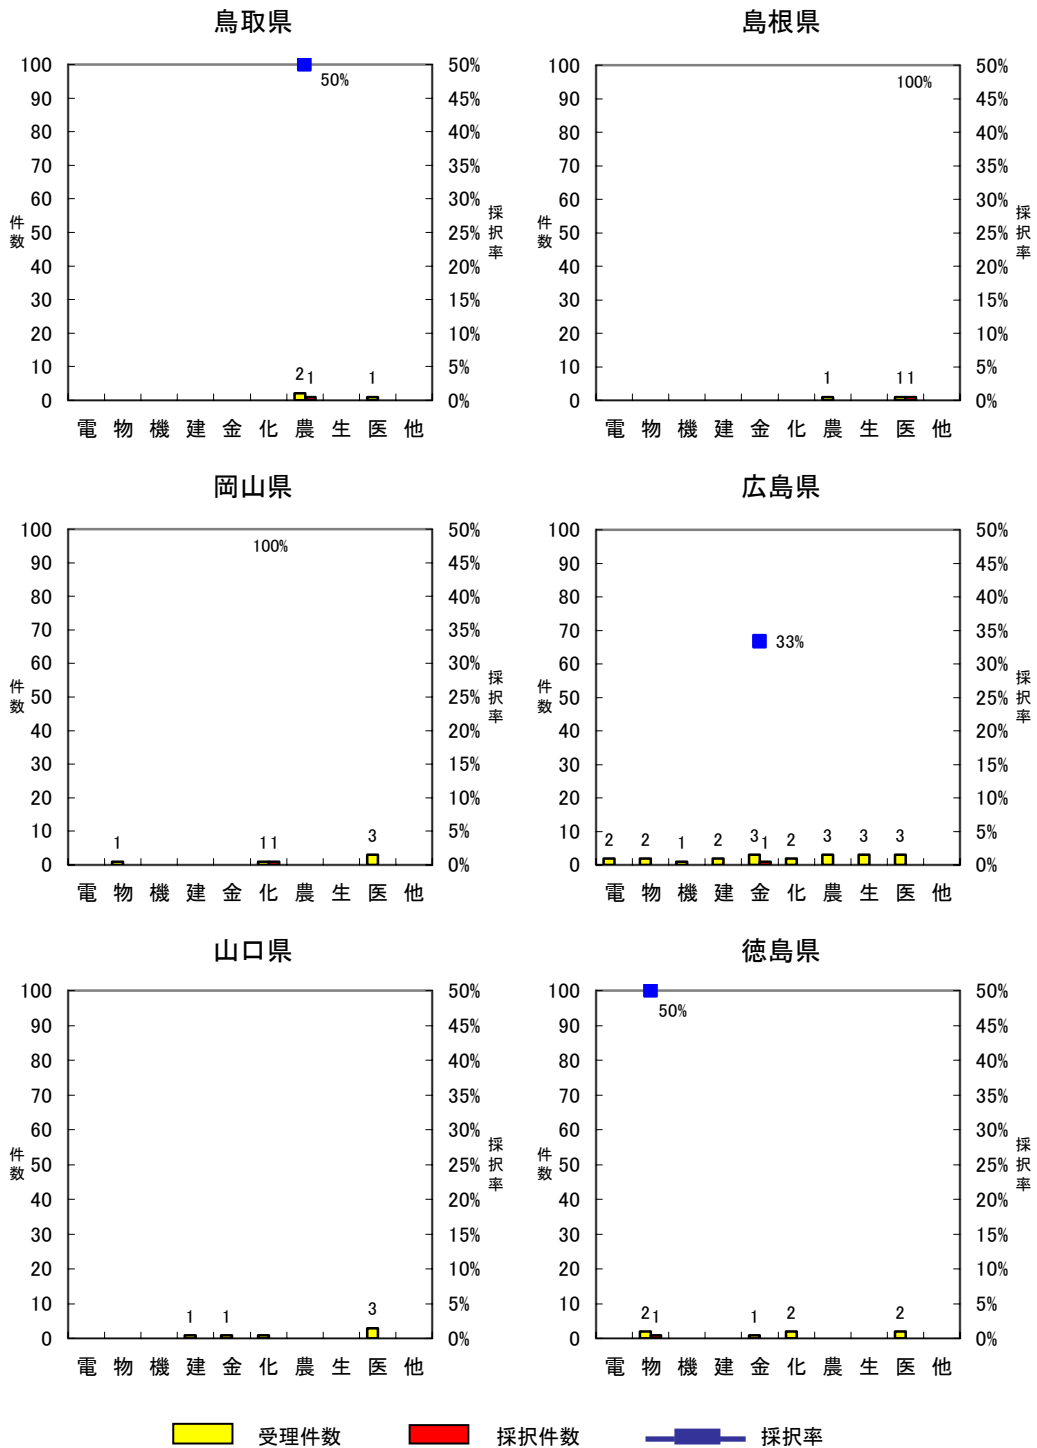 鳥取県
100 90 80 70 60 50 40 30 20 10 0
件数
50% 45% 40% 35% 30% 25% 20% 15% 10% 5% 0%
採択率
50%
2 1 1
電 物 機 建 金 化 農 生 医 他
島根県
100 90 80 70 60 50 40 30 20 10 0
件数
50% 45% 40% 35% 30% 25% 20% 15% 10% 5% 0%
採択率
100%
1 1 1
電 物 機 建 金 化 農 生 医 他
岡山県
100 90 80 70 60 50 40 30 20 10 0
件数
50% 45% 40% 35% 30% 25% 20% 15% 10% 5% 0%
採択率
100%
1 1 1 3
電 物 機 建 金 化 農 生 医 他
広島県
100 90 80 70 60 50 40 30 20 10 0
件数
50% 45% 40% 35% 30% 25% 20% 15% 10% 5% 0%
採択率
33%
2 2 1 2 3 1 2 3 3 3
電 物 機 建 金 化 農 生 医 他
山口県
100 90 80 70 60 50 40 30 20 10 0
件数
50% 45% 40% 35% 30% 25% 20% 15% 10% 5% 0%
採択率
1 1 3
電 物 機 建 金 化 農 生 医 他
徳島県
100 90 80 70 60 50 40 30 20 10 0
件数
50% 45% 40% 35% 30% 25% 20% 15% 10% 5% 0%
採択率
50%
2 1 1 2 2
電 物 機 建 金 化 農 生 医 他
受理件数 採択件数 採択率